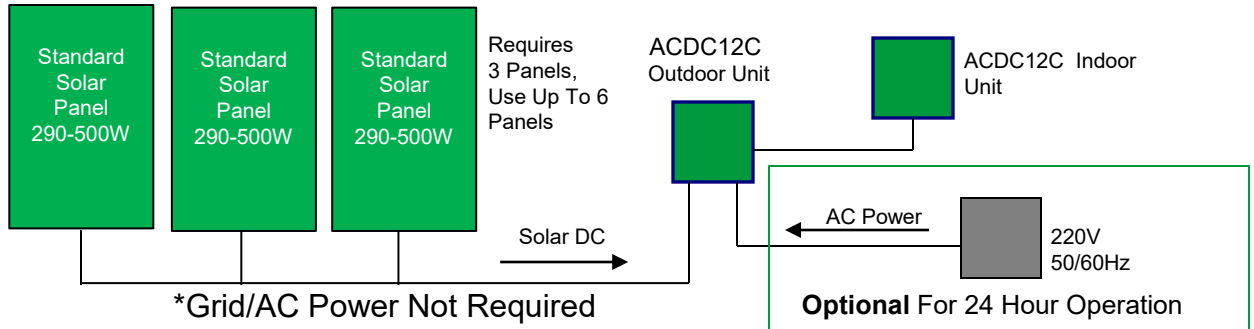 Standard
Solar
Panel
290-500W
Standard
Solar
Panel
290-500W
Standard
Solar
Panel
290-500W
Requires
3 Panels,
Use Up To 6
Panels
ACDC12C
Outdoor Unit
ACDC12C Indoor
Unit
Solar DC
AC Power
220V
50/60Hz
*Grid/AC Power Not Required
Optional For 24 Hour Operation